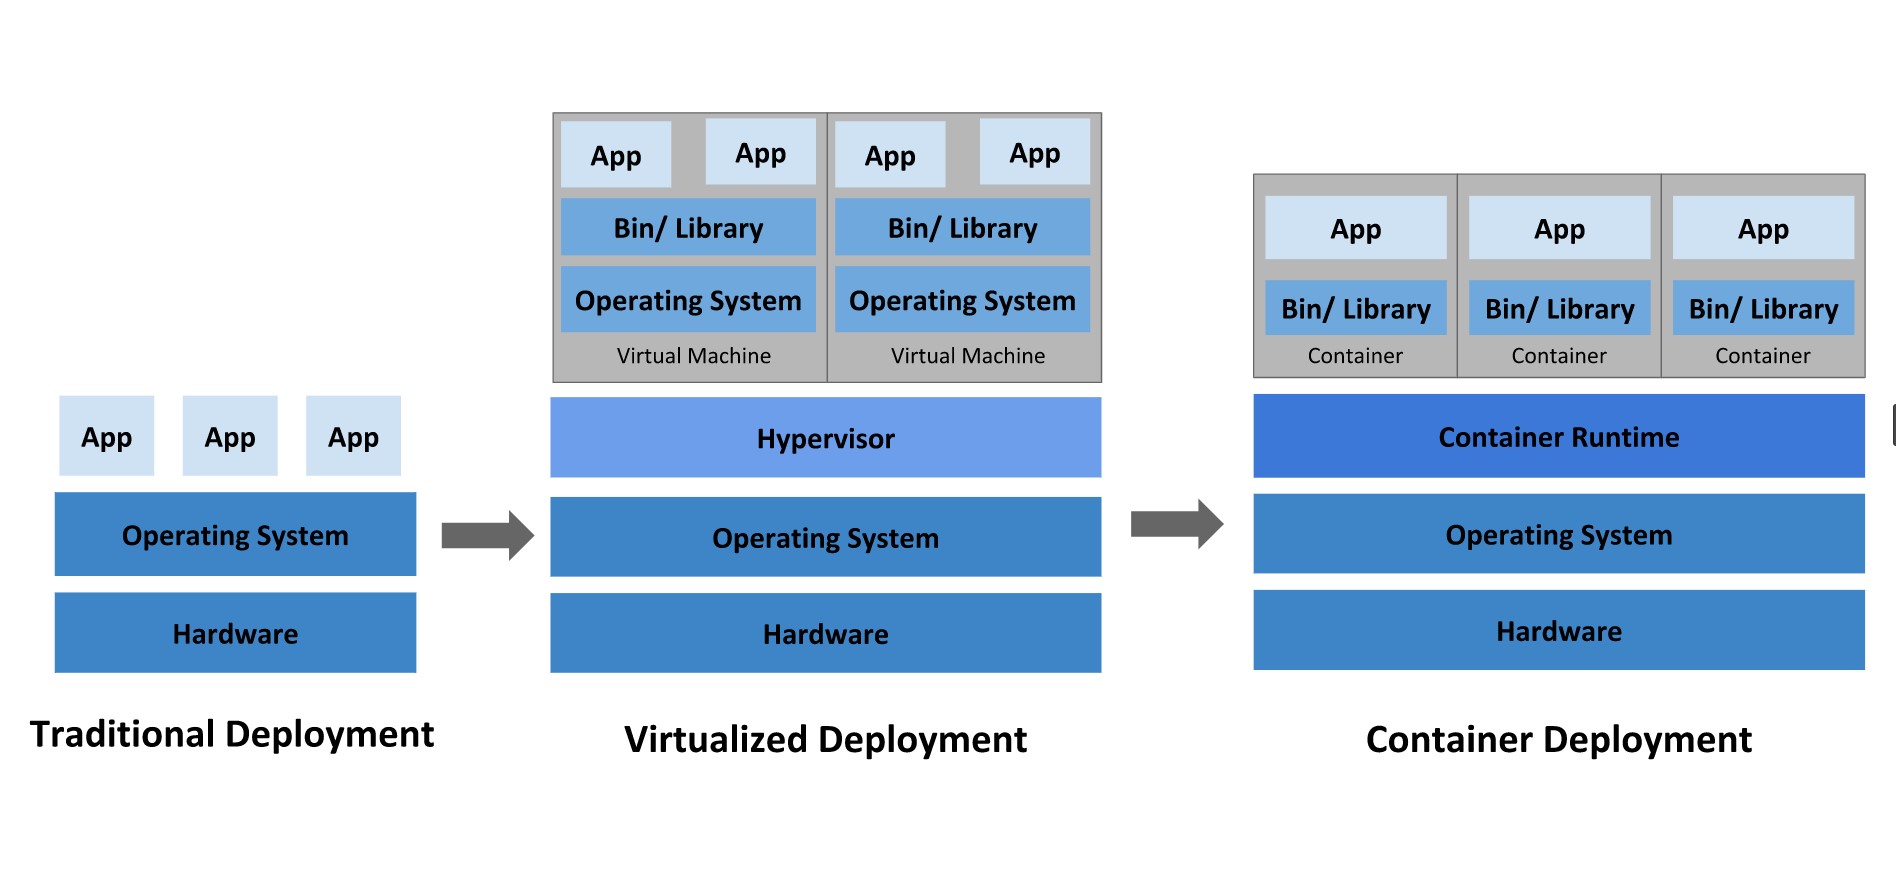 App
App
App
Operating System
Hardware
Traditional Deployment
App
App
Bin/ Library
Operating System
Virtual Machine
App
App
Bin/ Library
Operating System
Virtual Machine
Hypervisor
Operating System
Hardware
Virtualized Deployment
App
Bin/ Library
Container
App
Bin/ Library
Container
App
Bin/ Library
Container
Container Runtime
Operating System
Hardware
Container Deployment